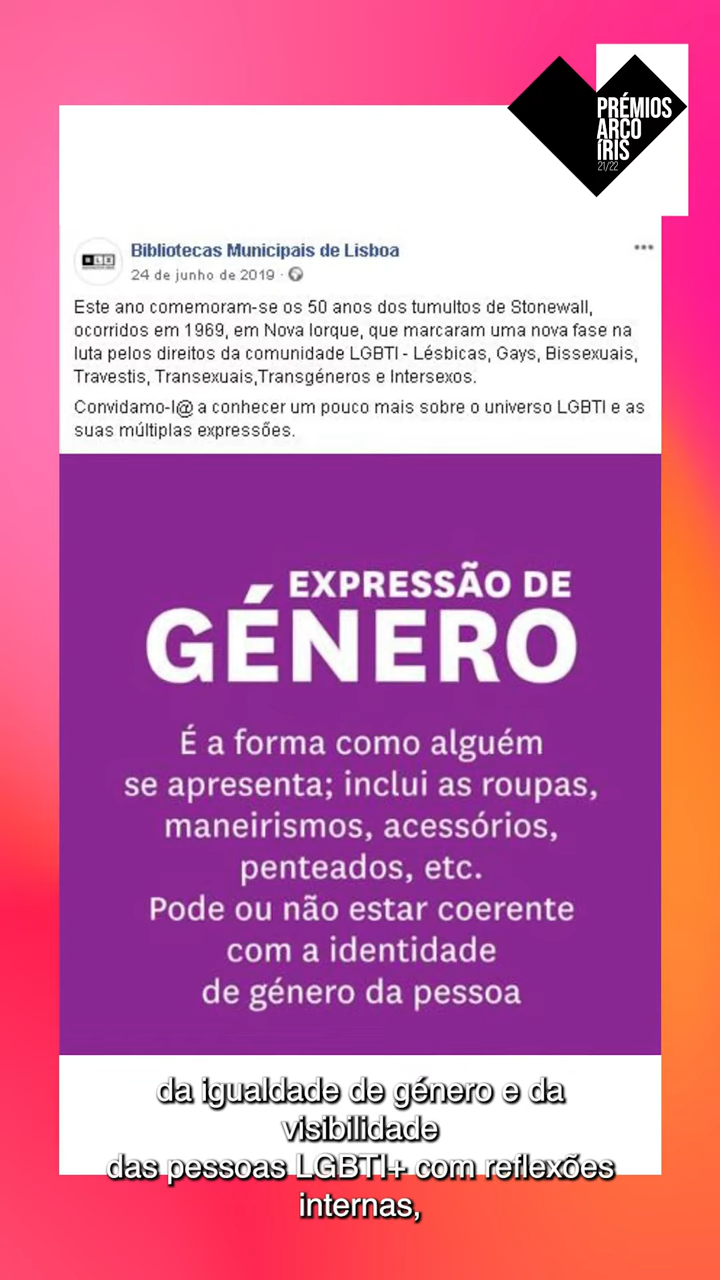 PRÉMIOS
ARCO
ÍRIS
21/22
BLX
Bibliotecas Municipais de Lisboa
24 de junho de 2019 ·
Este ano comemoram-se os 50 anos dos tumultos de Stonewall,
ocorridos em 1969, em Nova Iorque, que marcaram uma nova fase na
luta pelos direitos da comunidade LGBTI - Lésbicas, Gays, Bissexuais,
Travestis, Transexuais,Transgéneros e Intersexos.
Convidamo-l@ a conhecer um pouco mais sobre o universo LGBTI e as
suas múltiplas expressões.
EXPRESSÃO DE
GÉNERO
É a forma como alguém
se apresenta; inclui as roupas,
maneirismos, acessórios,
penteados, etc.
Pode ou não estar coerente
com a identidade
de género da pessoa
da igualdade de género e da
visibilidade
das pessoas LGBTI+ com reflexões
internas,